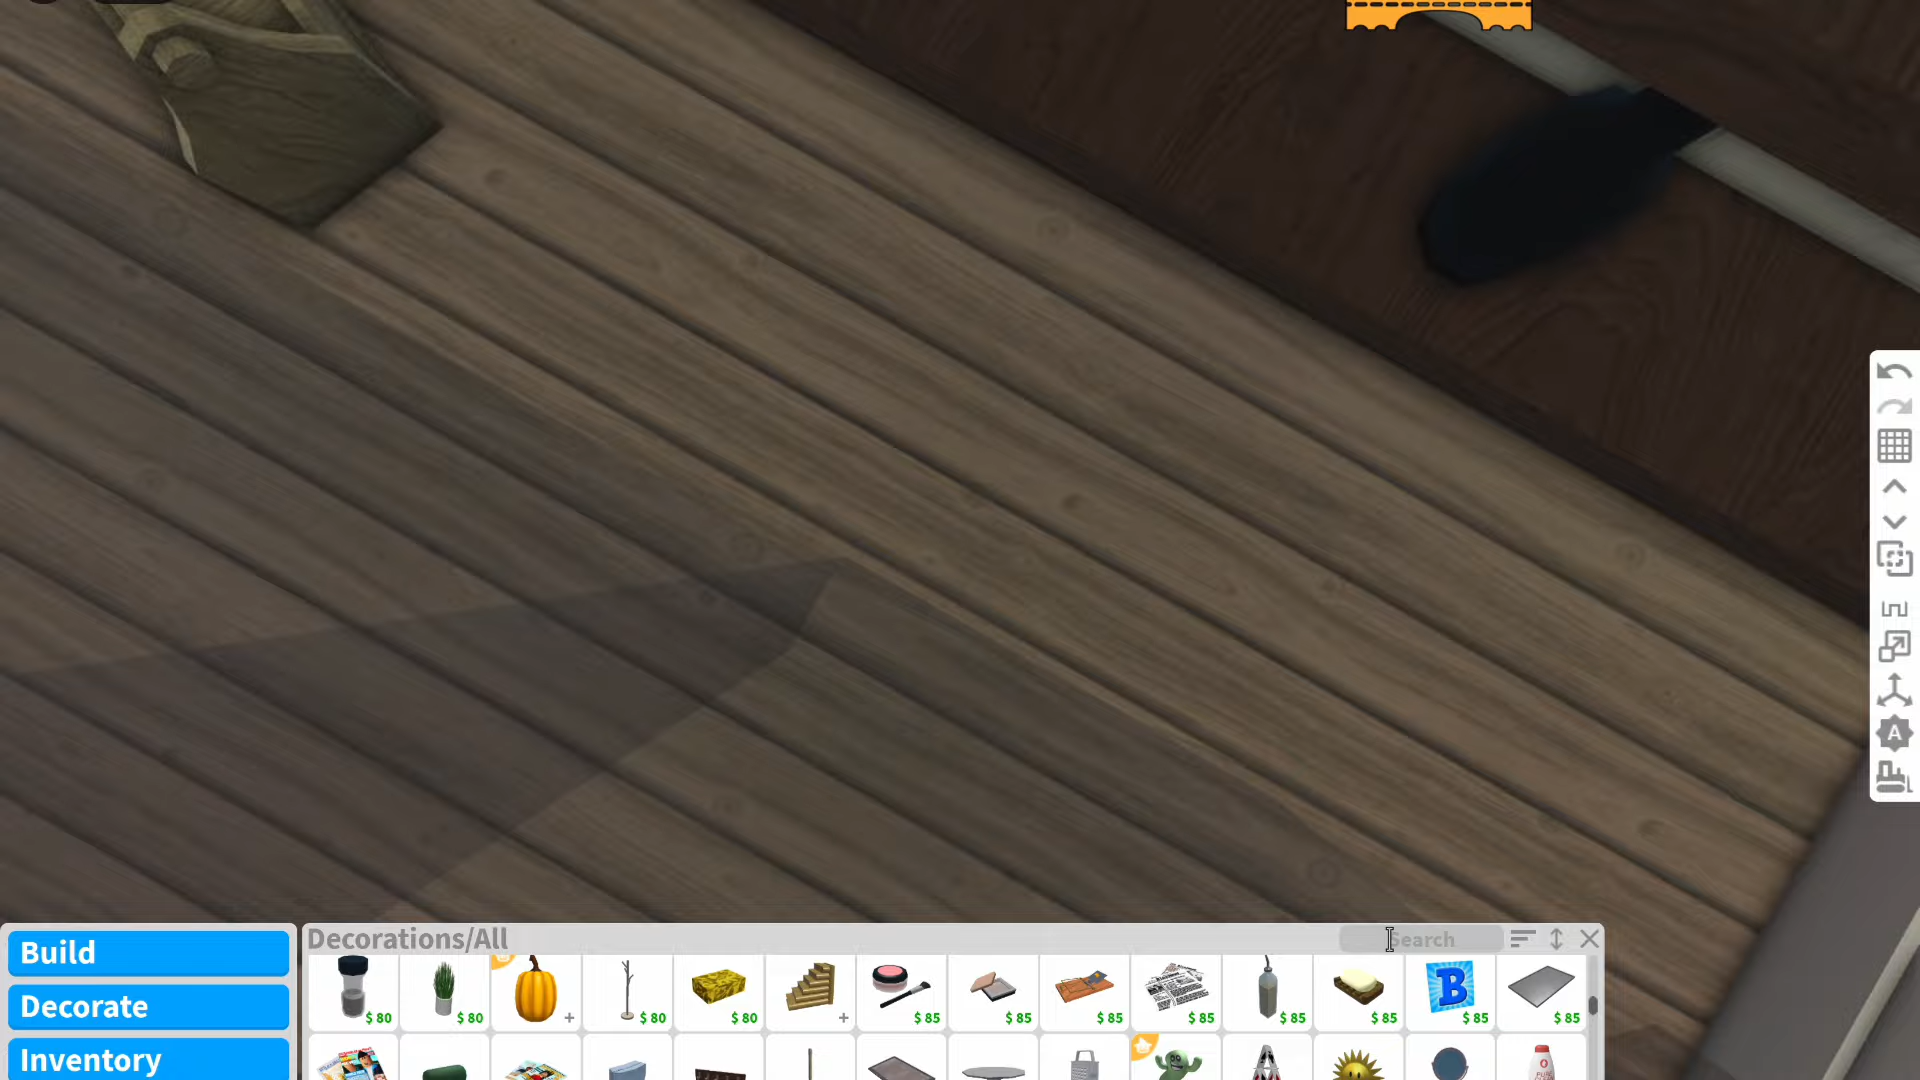 Build
Decorate
Inventory
Decorations/All
Search
$ 80
$ 80
+
$ 80
$ 80
+
$ 85
$ 85
$ 85
$ 85
$ 85
$ 85
$ 85
$ 85
B
A